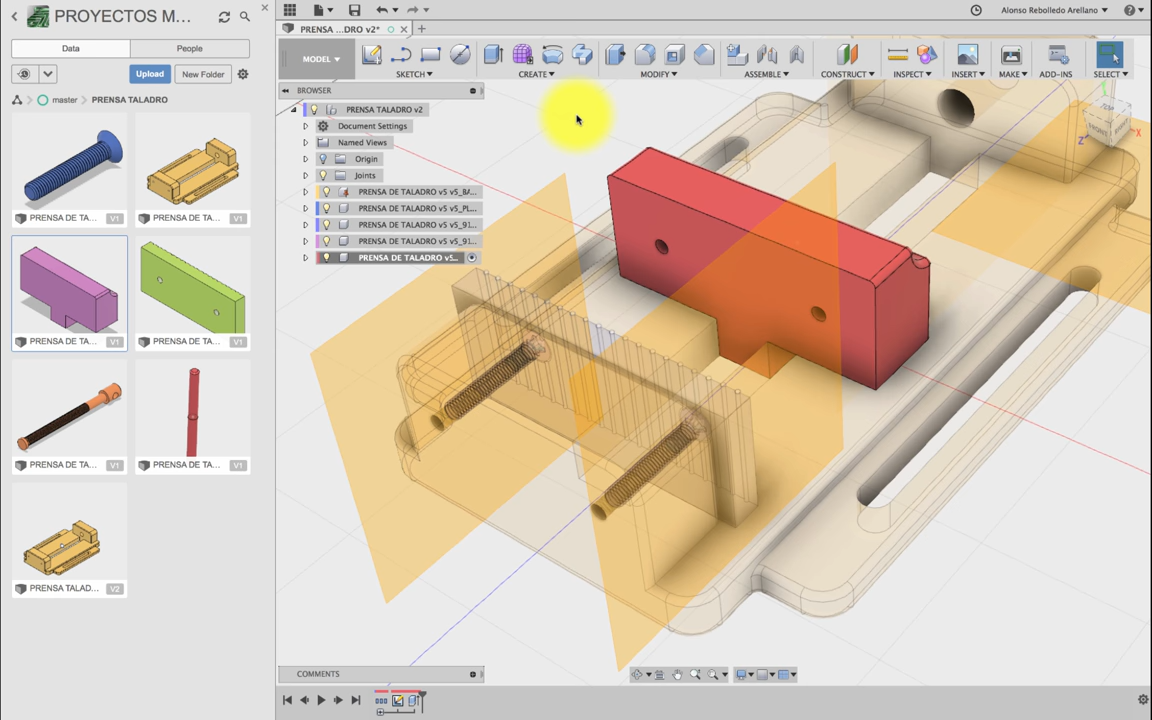 PROYECTOS M...
Data
People
Upload
New Folder
master
PRENSA TALADRO
PRENSA DE TA...
V1
PRENSA DE TA...
V1
PRENSA DE TA...
V1
PRENSA DE TA...
V1
PRENSA DE TA...
V1
PRENSA DE TA...
V1
PRENSA TALAD...
V2
Alonso Rebolledo Arellano
PRENSA ...DRO v2*
MODEL
SKETCH
CREATE
MODIFY
ASSEMBLE
CONSTRUCT
INSPECT
INSERT
MAKE
ADD-INS
SELECT
BROWSER
PRENSA TALADRO v2
Document Settings
Named Views
Origin
Joints
PRENSA DE TALADRO v5 v5_BA...
PRENSA DE TALADRO v5 v5_PL...
PRENSA DE TALADRO v5 v5_91...
PRENSA DE TALADRO v5 v5_91...
PRENSA DE TALADRO v5...
FRONT
X
Z
COMMENTS